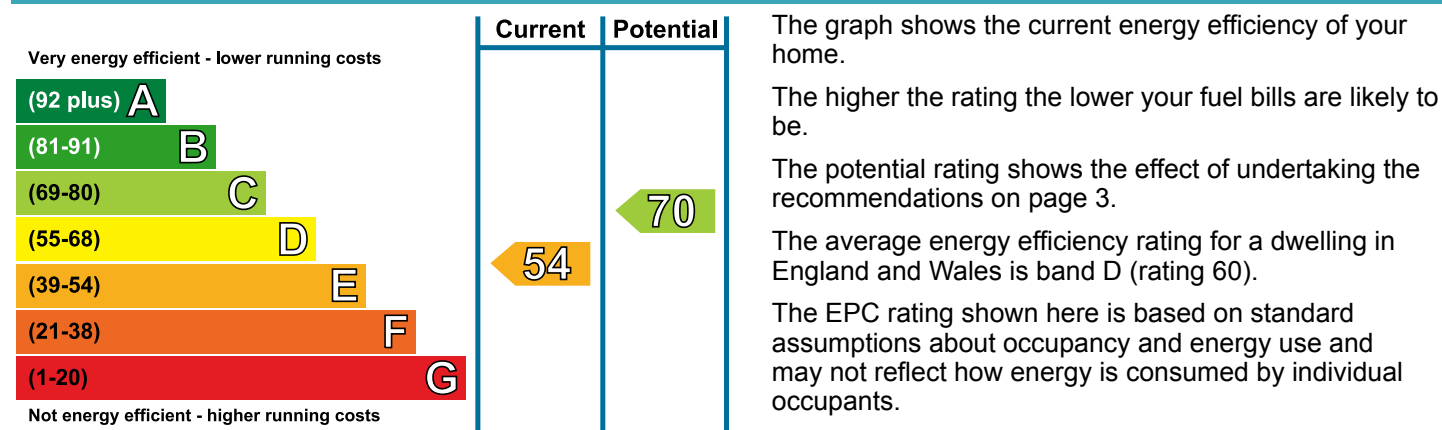 Current Potential
Very energy efficient - lower running costs
(92 plus) A
(81-91) B
(69-80) C
(55-68) D
(39-54) E
(21-38) F
(1-20) G
Not energy efficient - higher running costs
54
70
The graph shows the current energy efficiency of your
home.
The higher the rating the lower your fuel bills are likely to
be.
The potential rating shows the effect of undertaking the
recommendations on page 3.
The average energy efficiency rating for a dwelling in
England and Wales is band D (rating 60).
The EPC rating shown here is based on standard
assumptions about occupancy and energy use and
may not reflect how energy is consumed by individual
occupants.